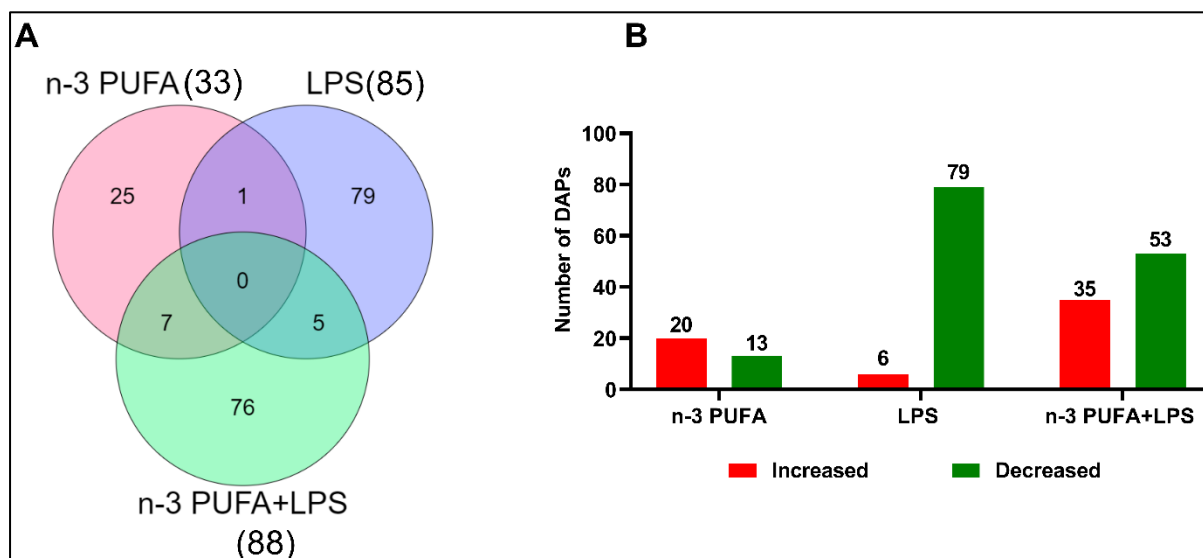 A
n-3 PUFA(33)
LPS(85)
25
1
79
0
7
5
76
n-3 PUFA+LPS
(88)
B
Number of DAPs
100
80
60
40
20
0
20
13
6
79
35
53
n-3 PUFA
LPS
n-3 PUFA+LPS
Increased
Decreased